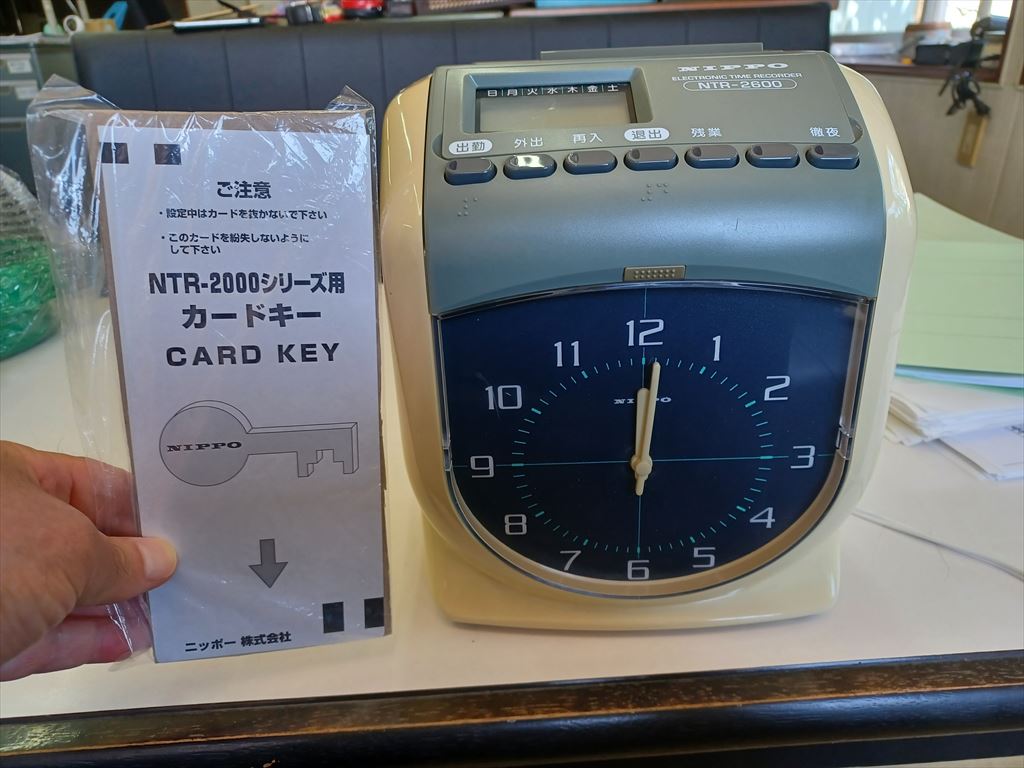 ご注意
・設定中はカードを抜かないで下さい
・このカードを紛失しないように
して下さい
NTR-2000シリーズ用
カードキー
CARD KEY
NIPPO
ニッポー 株式会社
NIPPO
ELECTRONIC TIME RECORDER
NTR-2600
日 月 火 水 木 金 土
出勤 外出 再入 退出 残業 徹夜
12
11 1
10 2
NIPPO
9 3
8 4
7 5
6